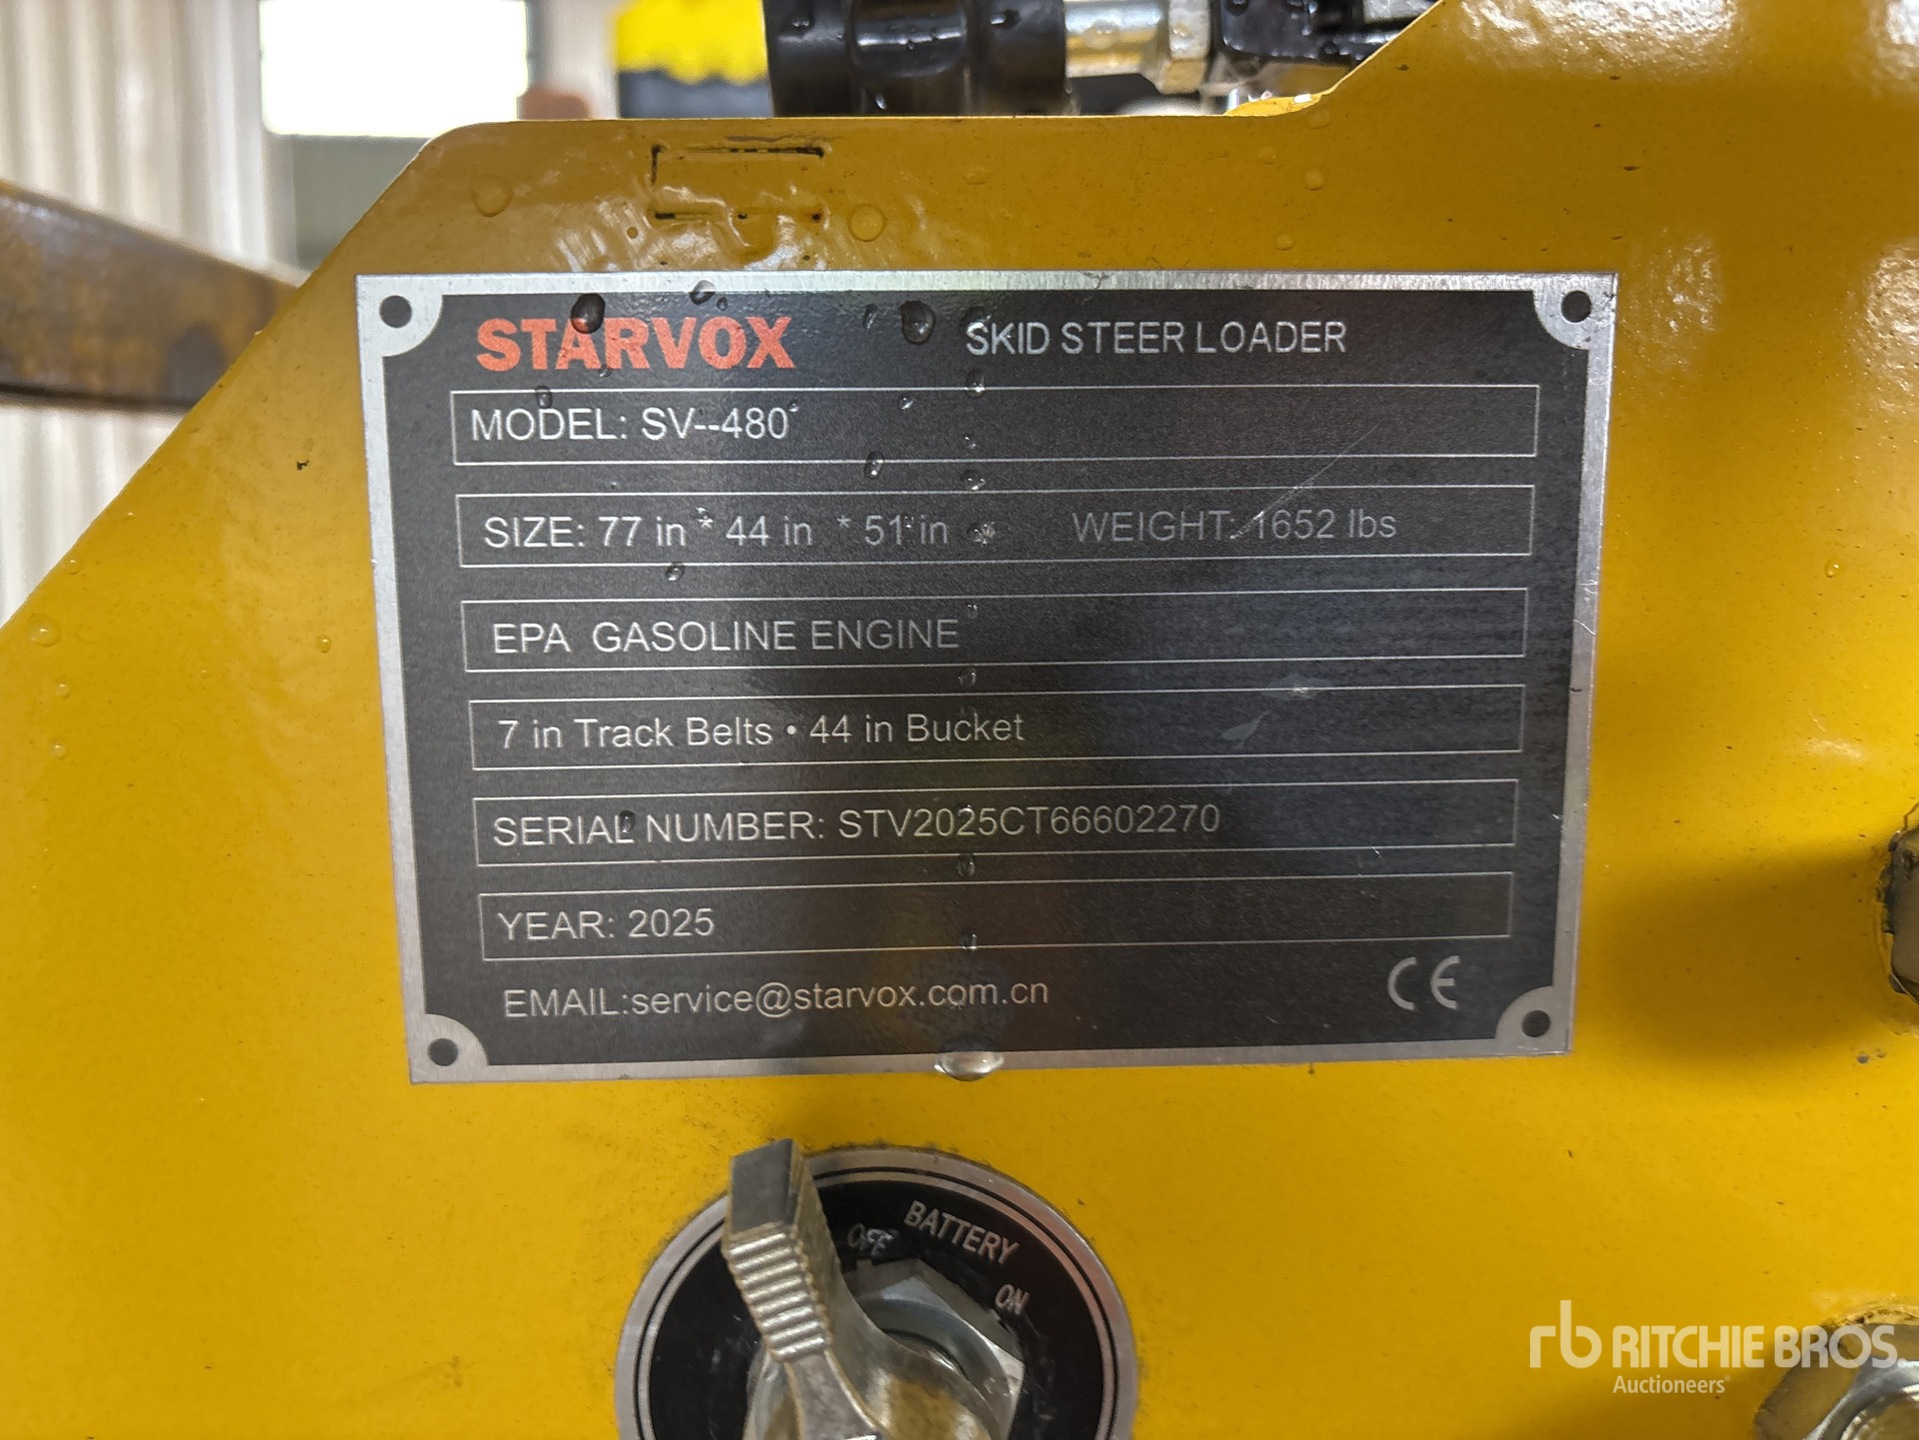 STARVOX SKID STEER LOADER
MODEL: SV--480
SIZE: 77 in * 44 in * 51 in WEIGHT: 1652 lbs
EPA GASOLINE ENGINE
7 in Track Belts • 44 in Bucket
SERIAL NUMBER: STV2025CT66602270
YEAR: 2025
EMAIL:service@starvox.com.cn CE
BATTERY
OFF
ON
rb RITCHIE BROS
Auctioneers®